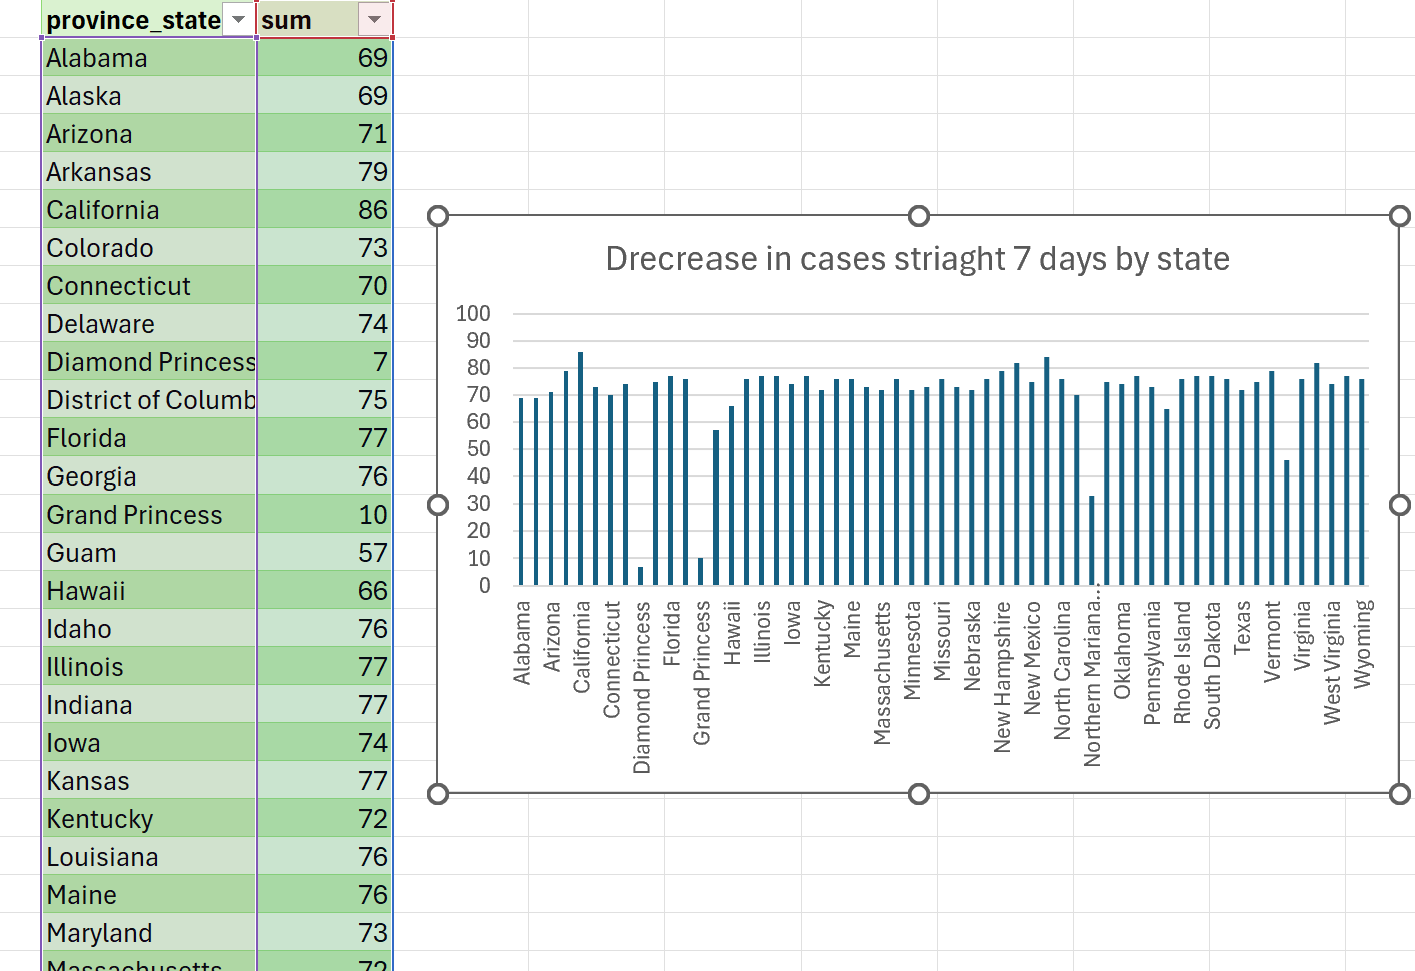 province_state sum
Alabama 69
Alaska 69
Arizona 71
Arkansas 79
California 86
Colorado 73
Connecticut 70
Delaware 74
Diamond Princess 7
District of Columb 75
Florida 77
Georgia 76
Grand Princess 10
Guam 57
Hawaii 66
Idaho 76
Illinois 77
Indiana 77
Iowa 74
Kansas 77
Kentucky 72
Louisiana 76
Maine 76
Maryland 73
Massachusetts 72
Drecrease in cases striaght 7 days by state
100
90
80
70
60
50
40
30
20
10
0
Alabama
Arizona
California
Connecticut
Diamond Princess
Florida
Grand Princess
Hawaii
Illinois
Iowa
Kentucky
Maine
Massachusetts
Minnesota
Missouri
Nebraska
New Hampshire
New Mexico
North Carolina
Northern Mariana...
Oklahoma
Pennsylvania
Rhode Island
South Dakota
Texas
Vermont
Virginia
West Virginia
Wyoming